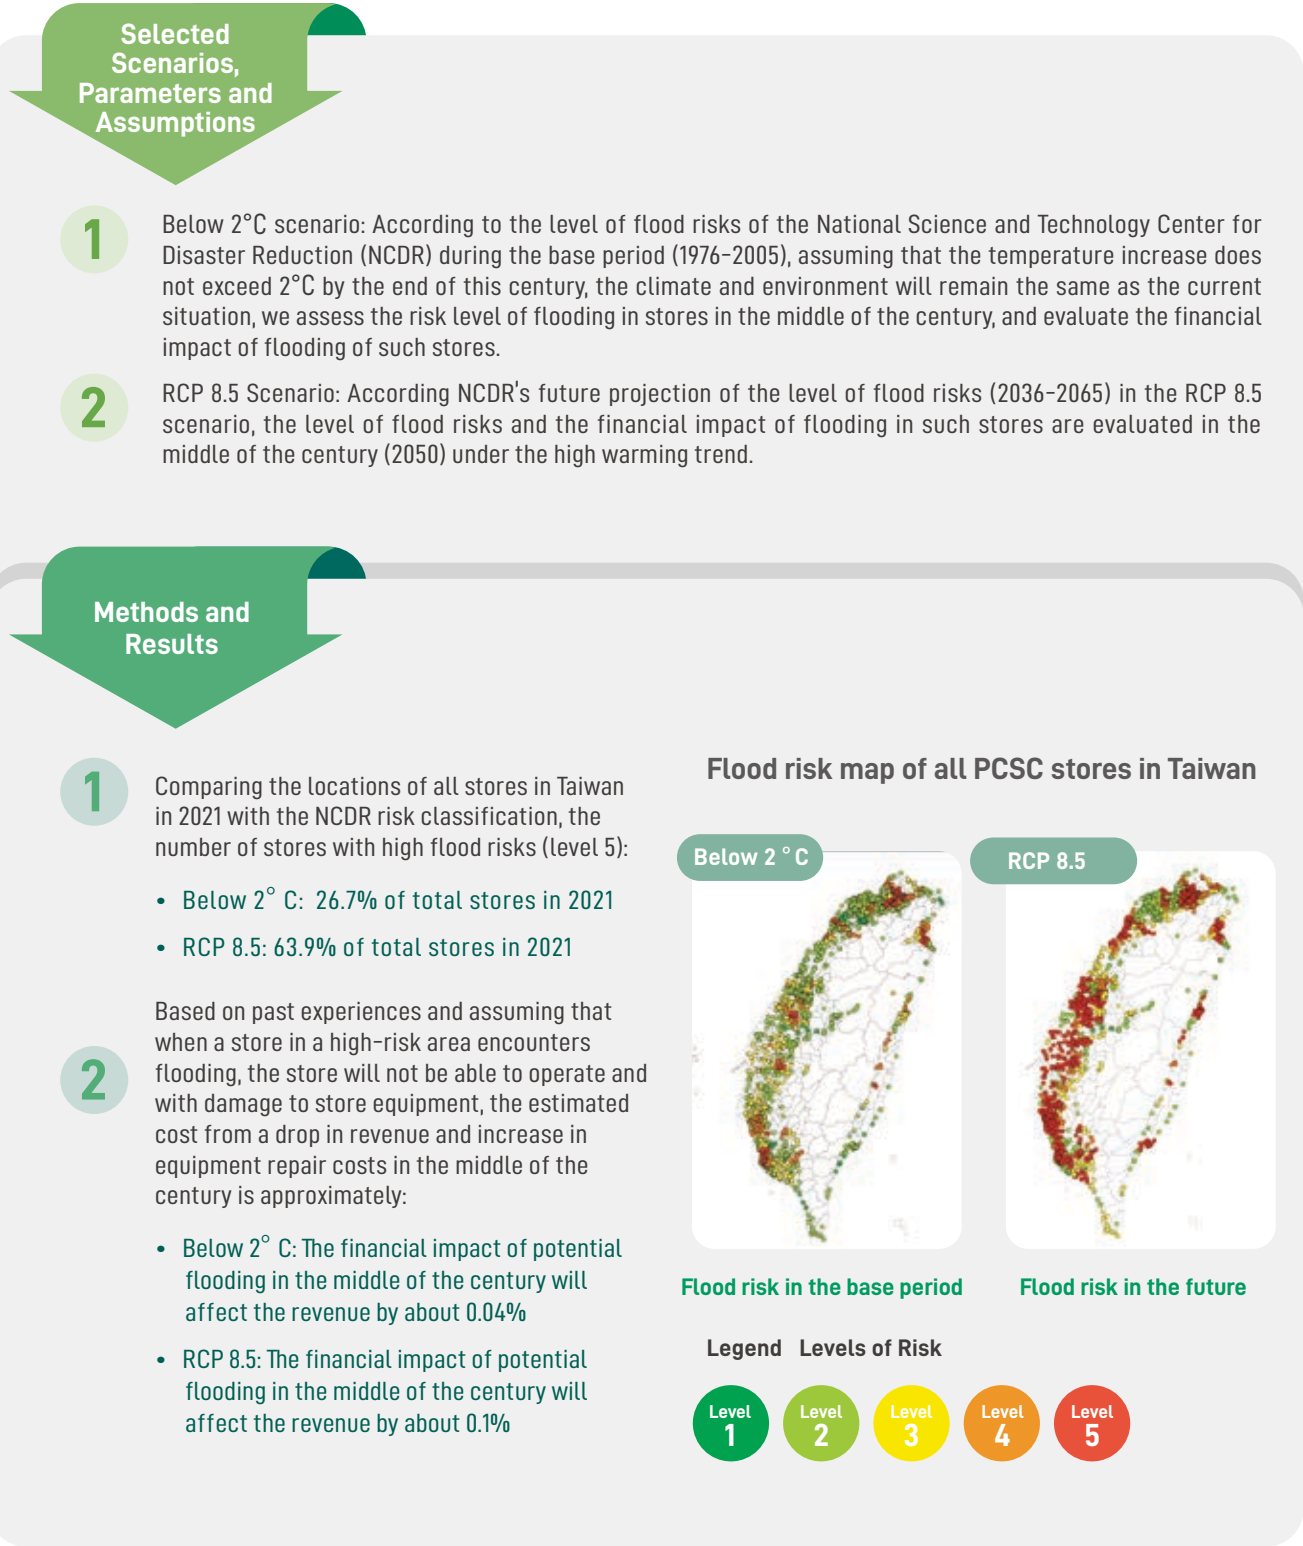 Selected
Scenarios,
Parameters and
Assumptions
1
Below 2°C scenario: According to the level of flood risks of the National Science and Technology Center for
Disaster Reduction (NCDR) during the base period (1976-2005), assuming that the temperature increase does
not exceed 2°C by the end of this century, the climate and environment will remain the same as the current
situation, we assess the risk level of flooding in stores in the middle of the century, and evaluate the financial
impact of flooding of such stores.
2
RCP 8.5 Scenario: According NCDR's future projection of the level of flood risks (2036-2065) in the RCP 8.5
scenario, the level of flood risks and the financial impact of flooding in such stores are evaluated in the
middle of the century (2050) under the high warming trend.
Methods and
Results
1
Comparing the locations of all stores in Taiwan
in 2021 with the NCDR risk classification, the
number of stores with high flood risks (level 5):
• Below 2° C: 26.7% of total stores in 2021
• RCP 8.5: 63.9% of total stores in 2021
2
Based on past experiences and assuming that
when a store in a high-risk area encounters
flooding, the store will not be able to operate and
with damage to store equipment, the estimated
cost from a drop in revenue and increase in
equipment repair costs in the middle of the
century is approximately:
• Below 2° C: The financial impact of potential
flooding in the middle of the century will
affect the revenue by about 0.04%
• RCP 8.5: The financial impact of potential
flooding in the middle of the century will
affect the revenue by about 0.1%
Flood risk map of all PCSC stores in Taiwan
Below 2 °C
RCP 8.5
Flood risk in the base period
Flood risk in the future
Legend Levels of Risk
Level
1
Level
2
Level
3
Level
4
Level
5